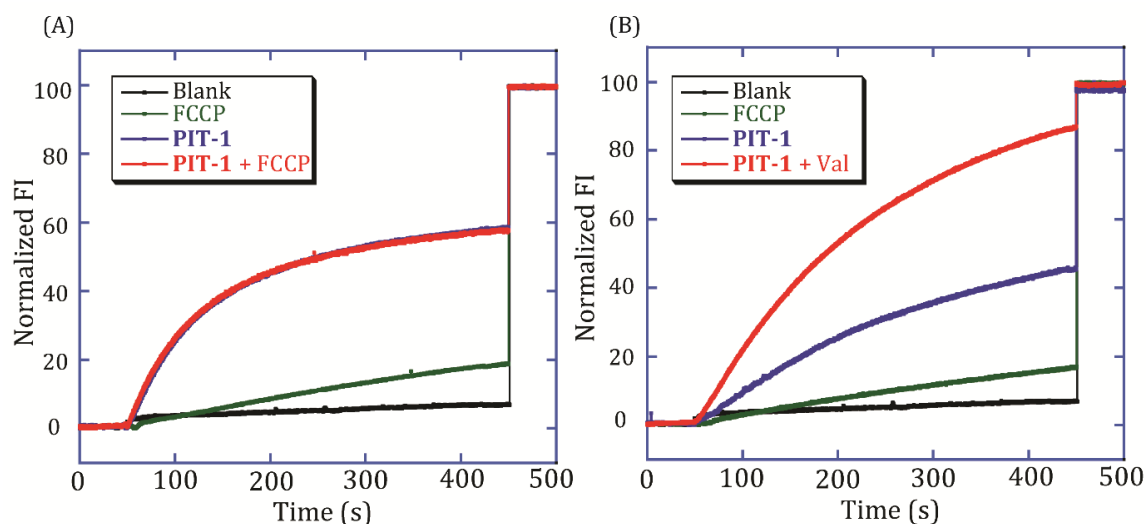 (A)
Normalized FI
100
80
60
40
20
0
Blank
FCCP
PIT-1
PIT-1 + FCCP
0 100 200 300 400 500
Time (s)
(B)
Normalized FI
100
80
60
40
20
0
Blank
FCCP
PIT-1
PIT-1 + Val
0 100 200 300 400 500
Time (s)